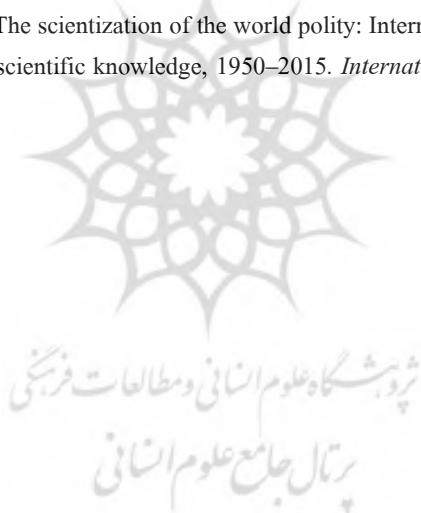 The scientization of the world polity: Intern
scientific knowledge, 1950–2015. Internat
پژوهشگاه علوم انسانی و مطالعات فرهنگی
پرتال جامع علوم انسانی